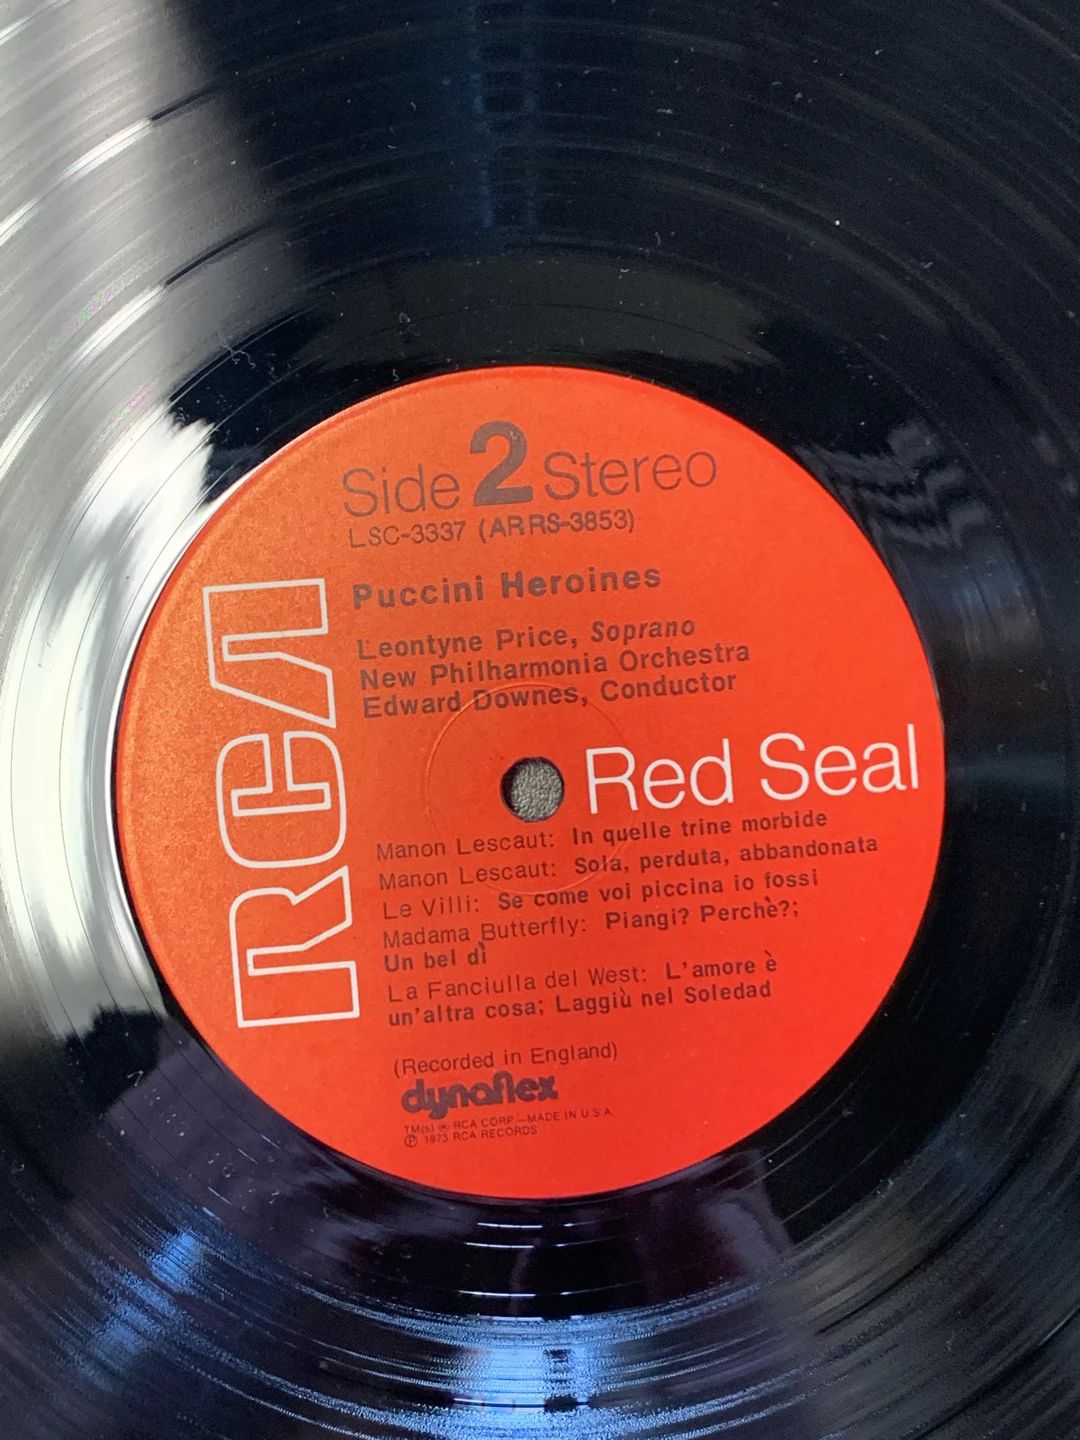 Side 2 Stereo
LSC-3337 (ARRS-3853)
Puccini Heroines
Leontyne Price, Soprano
New Philharmonia Orchestra
Edward Downes, Conductor
RCA
Red Seal
Manon Lescaut: In quelle trine morbide
Manon Lescaut: Sola, perduta, abbandonata
Le Villi: Se come voi piccina io fossi
Madama Butterfly: Piangi? Perchè?;
Un bel dì
La Fanciulla del West: L'amore è
un'altra cosa; Laggiù nel Soledad
(Recorded in England)
dynaflex
TM(s) ® RCA CORP.—MADE IN U.S.A.
℗ 1973 RCA RECORDS